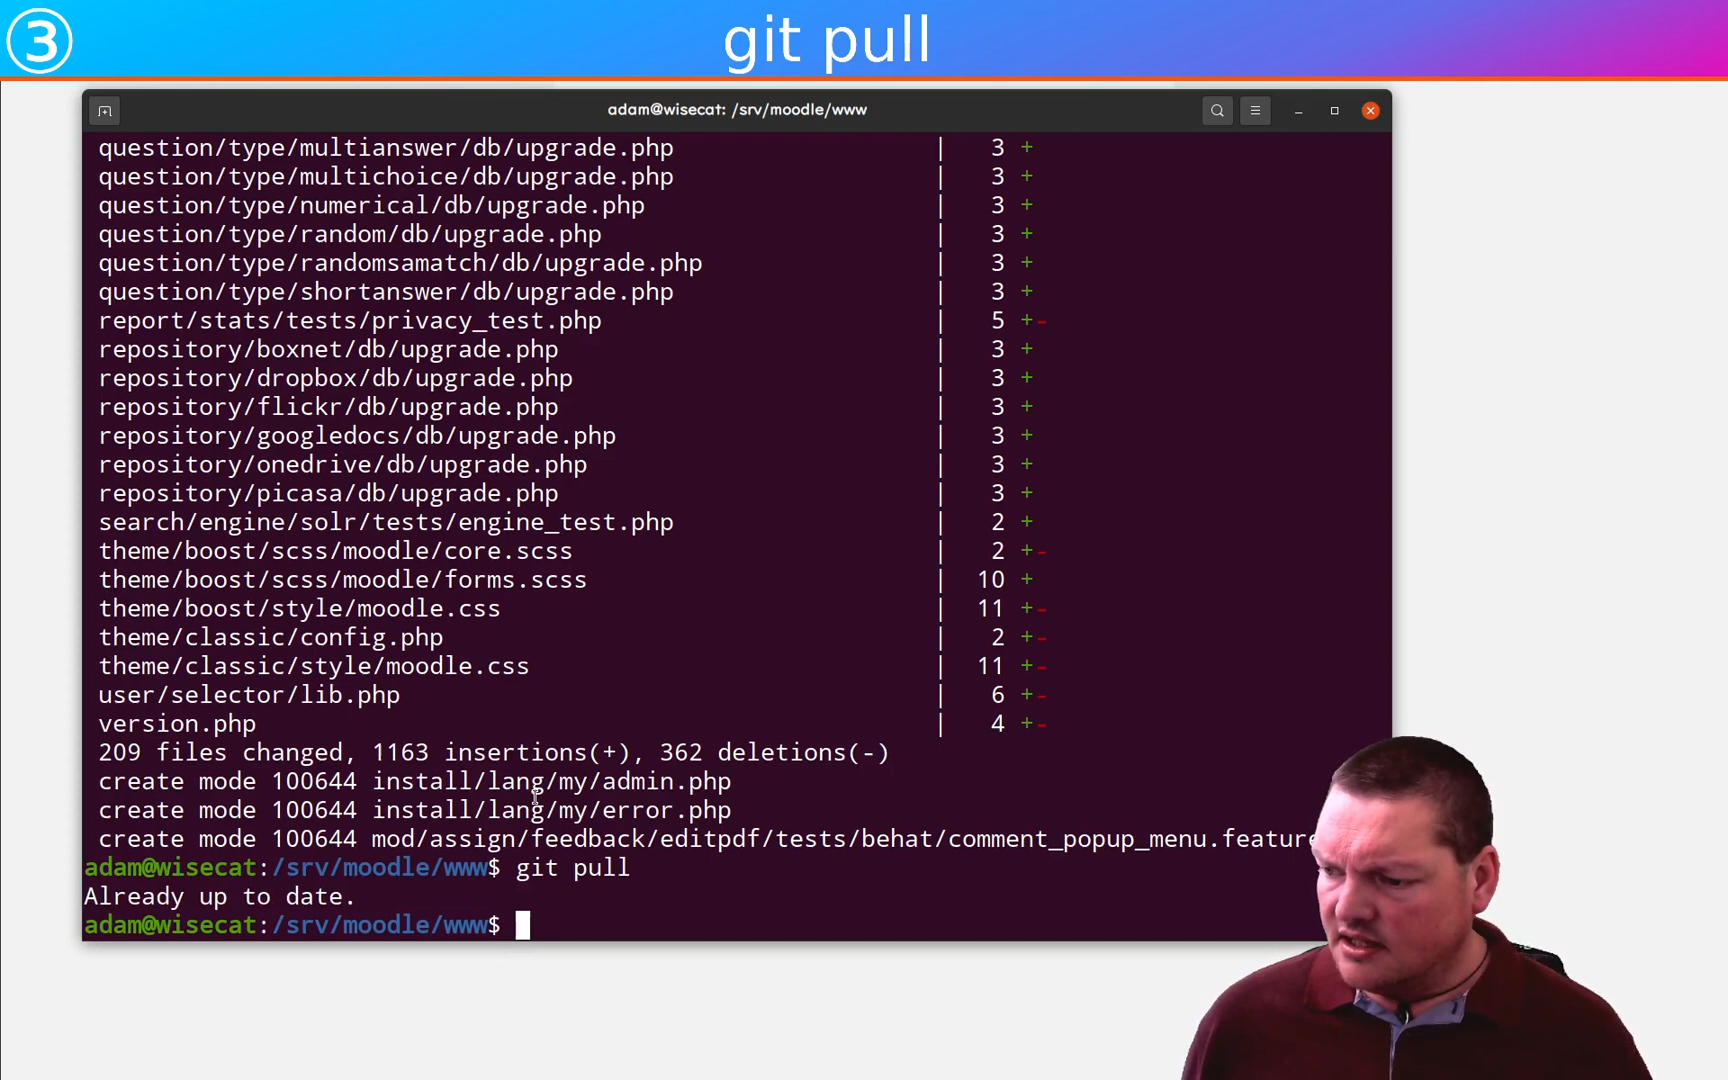 ③ git pull
adam@wisecat: /srv/moodle/www
question/type/multianswer/db/upgrade.php | 3 +
question/type/multichoice/db/upgrade.php | 3 +
question/type/numerical/db/upgrade.php | 3 +
question/type/random/db/upgrade.php | 3 +
question/type/randomsamatch/db/upgrade.php | 3 +
question/type/shortanswer/db/upgrade.php | 3 +
report/stats/tests/privacy_test.php | 5 +-
repository/boxnet/db/upgrade.php | 3 +
repository/dropbox/db/upgrade.php | 3 +
repository/flickr/db/upgrade.php | 3 +
repository/googledocs/db/upgrade.php | 3 +
repository/onedrive/db/upgrade.php | 3 +
repository/picasa/db/upgrade.php | 3 +
search/engine/solr/tests/engine_test.php | 2 +
theme/boost/scss/moodle/core.scss | 2 +-
theme/boost/scss/moodle/forms.scss | 10 +
theme/boost/style/moodle.css | 11 +-
theme/classic/config.php | 2 +-
theme/classic/style/moodle.css | 11 +-
user/selector/lib.php | 6 +-
version.php | 4 +-
209 files changed, 1163 insertions(+), 362 deletions(-)
create mode 100644 install/lang/my/admin.php
create mode 100644 install/lang/my/error.php
create mode 100644 mod/assign/feedback/editpdf/tests/behat/comment_popup_menu.feature
adam@wisecat:/srv/moodle/www$ git pull
Already up to date.
adam@wisecat:/srv/moodle/www$